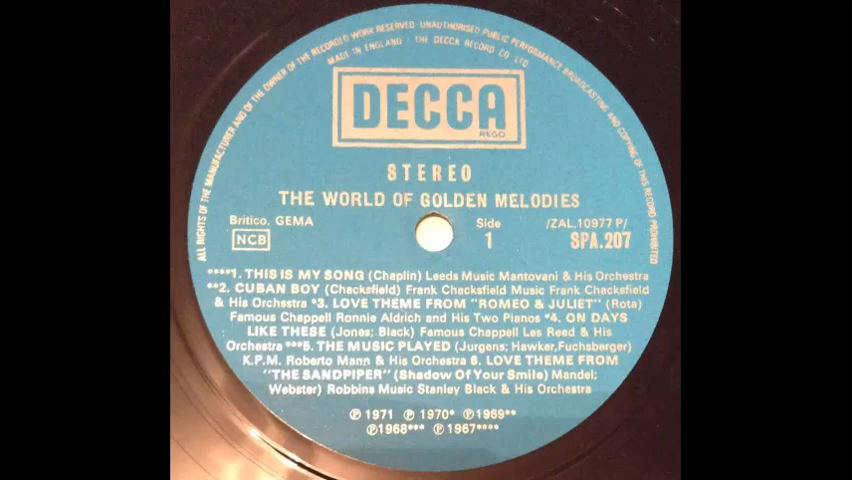 ALL RIGHTS OF THE MANUFACTURER AND OF THE OWNER OF THE RECORDED WORK RESERVED · UNAUTHORISED PUBLIC PERFORMANCE BROADCASTING AND COPYING OF THIS RECORD PROHIBITED
MADE IN ENGLAND · THE DECCA RECORD CO LTD
DECCA
REGD
STEREO
THE WORLD OF GOLDEN MELODIES
Britico. GEMA Side /ZAL.10977 P/
NCB 1 SPA.207
****1. THIS IS MY SONG (Chaplin) Leeds Music Mantovani & His Orchestra
**2. CUBAN BOY (Chacksfield) Frank Chacksfield Music Frank Chacksfield
& His Orchestra *3. LOVE THEME FROM "ROMEO & JULIET" (Rota)
Famous Chappell Ronnie Aldrich and His Two Pianos *4. ON DAYS
LIKE THESE (Jones; Black) Famous Chappell Les Reed & His
Orchestra ***5. THE MUSIC PLAYED (Jurgens; Hawker,Fuchsberger)
K.P.M. Roberto Mann & His Orchestra 6. LOVE THEME FROM
"THE SANDPIPER" (Shadow Of Your Smile) Mandel;
Webster) Robbins Music Stanley Black & His Orchestra
℗ 1971 ℗ 1970* ℗ 1969**
℗1968*** ℗ 1967****